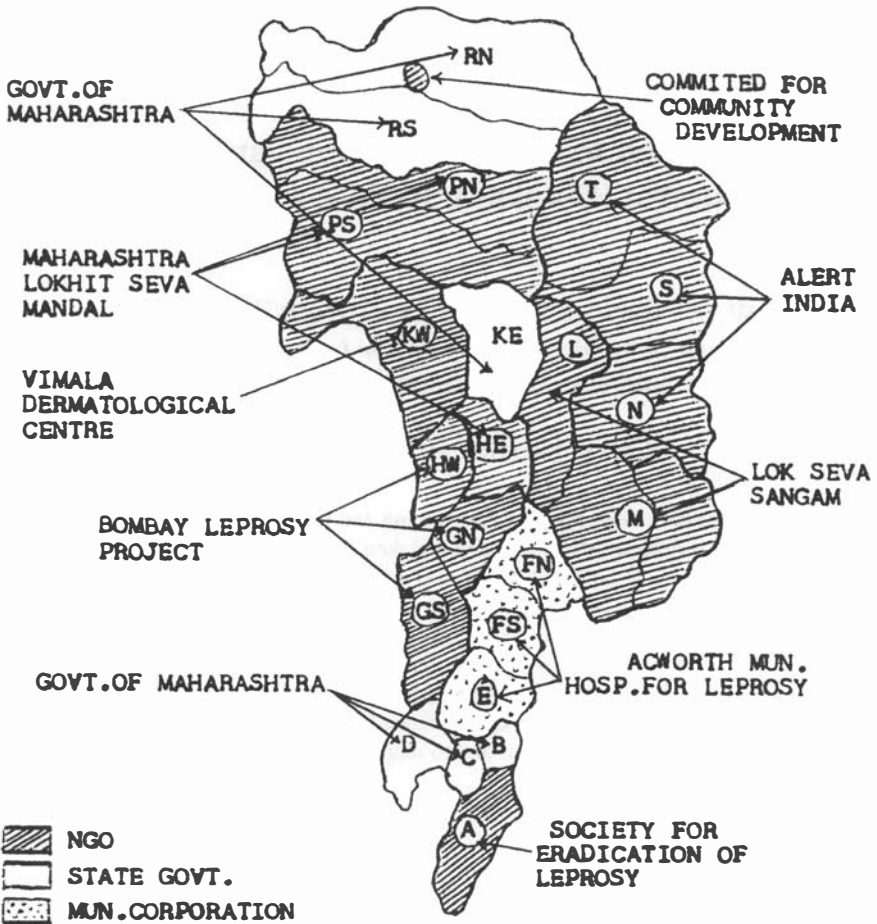 RN
GOVT.OF
MAHARASHTRA
COMMITED FOR
COMMUNITY
DEVELOPMENT
RS
PN
T
PS
MAHARASHTRA
LOKHIT SEVA
MANDAL
ALERT
INDIA
S
KW
KE
L
VIMALA
DERMATOLOGICAL
CENTRE
N
HE
HW
LOK SEVA
SANGAM
M
BOMBAY LEPROSY
PROJECT
GN
FN
GS
FS
ACWORTH MUN.
HOSP.FOR LEPROSY
GOVT.OF MAHARASHTRA
E
D
B
C
A
SOCIETY FOR
ERADICATION OF
LEPROSY
NGO
STATE GOVT.
MUN.CORPORATION